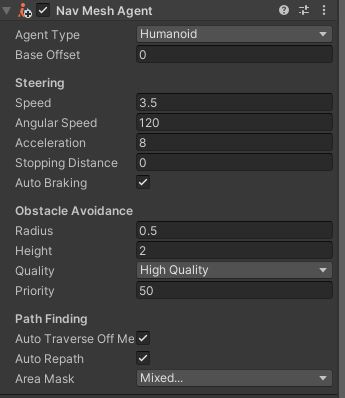 Nav Mesh Agent
Agent Type Humanoid
Base Offset 0
Steering
Speed 3.5
Angular Speed 120
Acceleration 8
Stopping Distance 0
Auto Braking
Obstacle Avoidance
Radius 0.5
Height 2
Quality High Quality
Priority 50
Path Finding
Auto Traverse Off Me
Auto Repath
Area Mask Mixed...